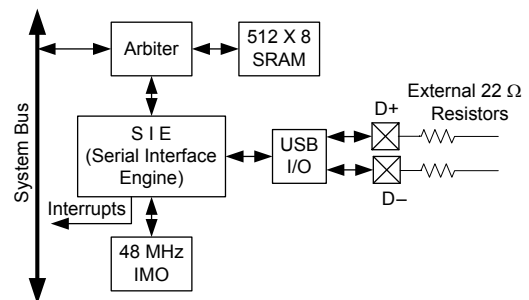 System Bus
Arbiter
512 X 8
SRAM
External 22 Ω
Resistors
D+
S I E
(Serial Interface
Engine)
USB
I/O
D–
Interrupts
48 MHz
IMO